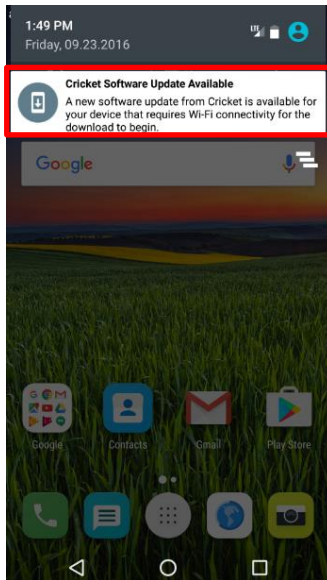 1:49 PM
LTE
Friday, 09.23.2016
Cricket Software Update Available
A new software update from Cricket is available for
your device that requires Wi-Fi connectivity for the
download to begin.
Google
Google
Contacts
Gmail
Play Store